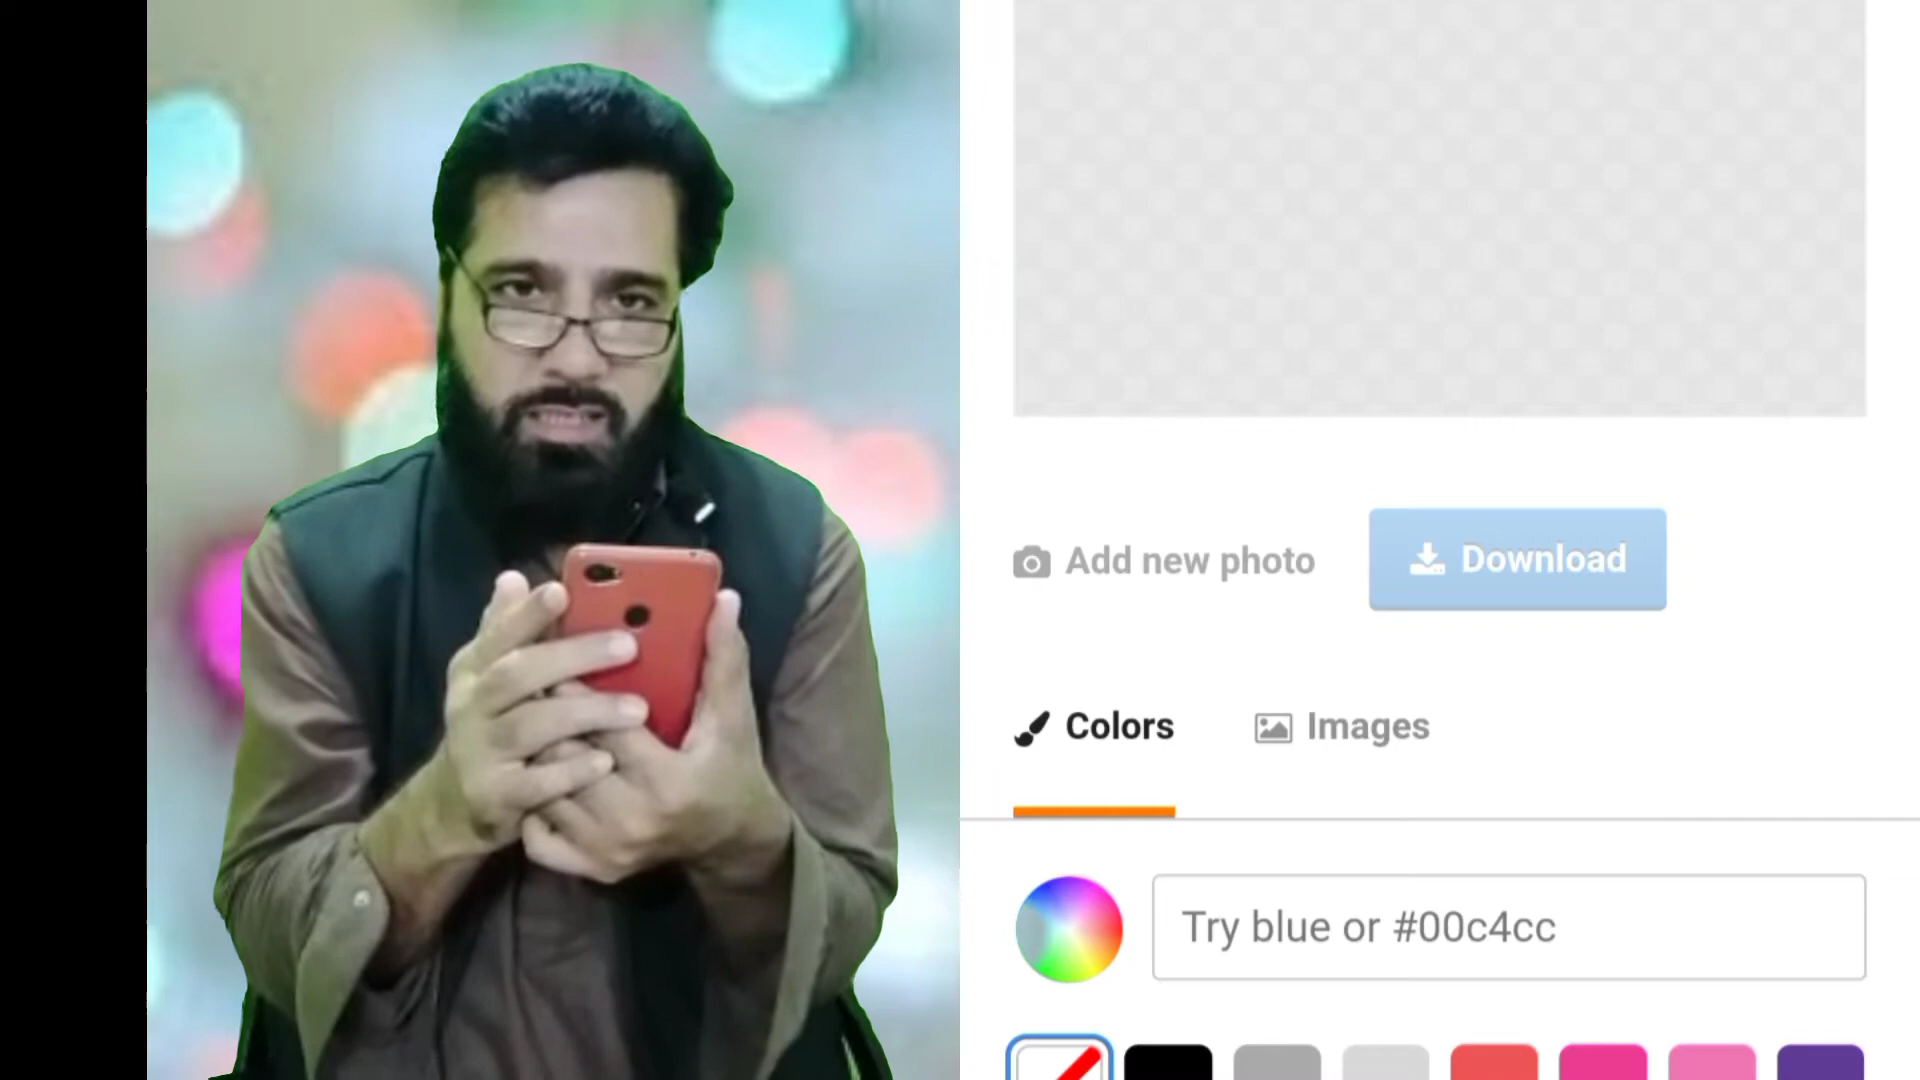 Add new photo
Download
Colors
Images
Try blue or #00c4cc